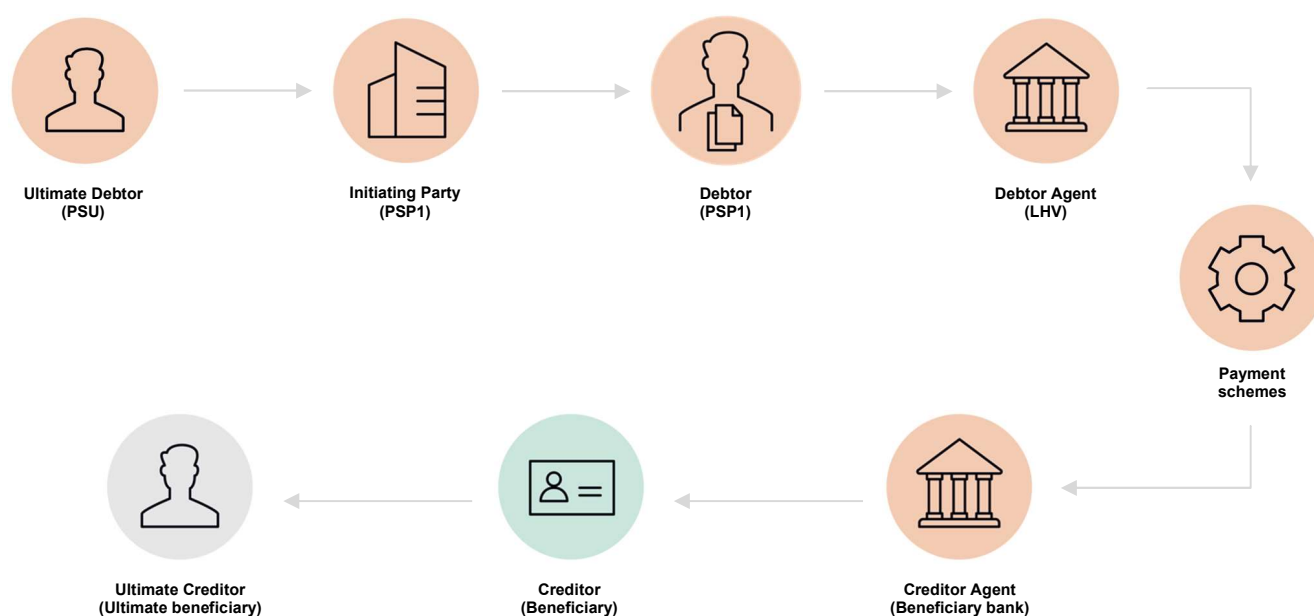 Ultimate Debtor
(PSU)
Initiating Party
(PSP1)
Debtor
(PSP1)
Debtor Agent
(LHV)
Payment
schemes
Ultimate Creditor
(Ultimate beneficiary)
Creditor
(Beneficiary)
Creditor Agent
(Beneficiary bank)